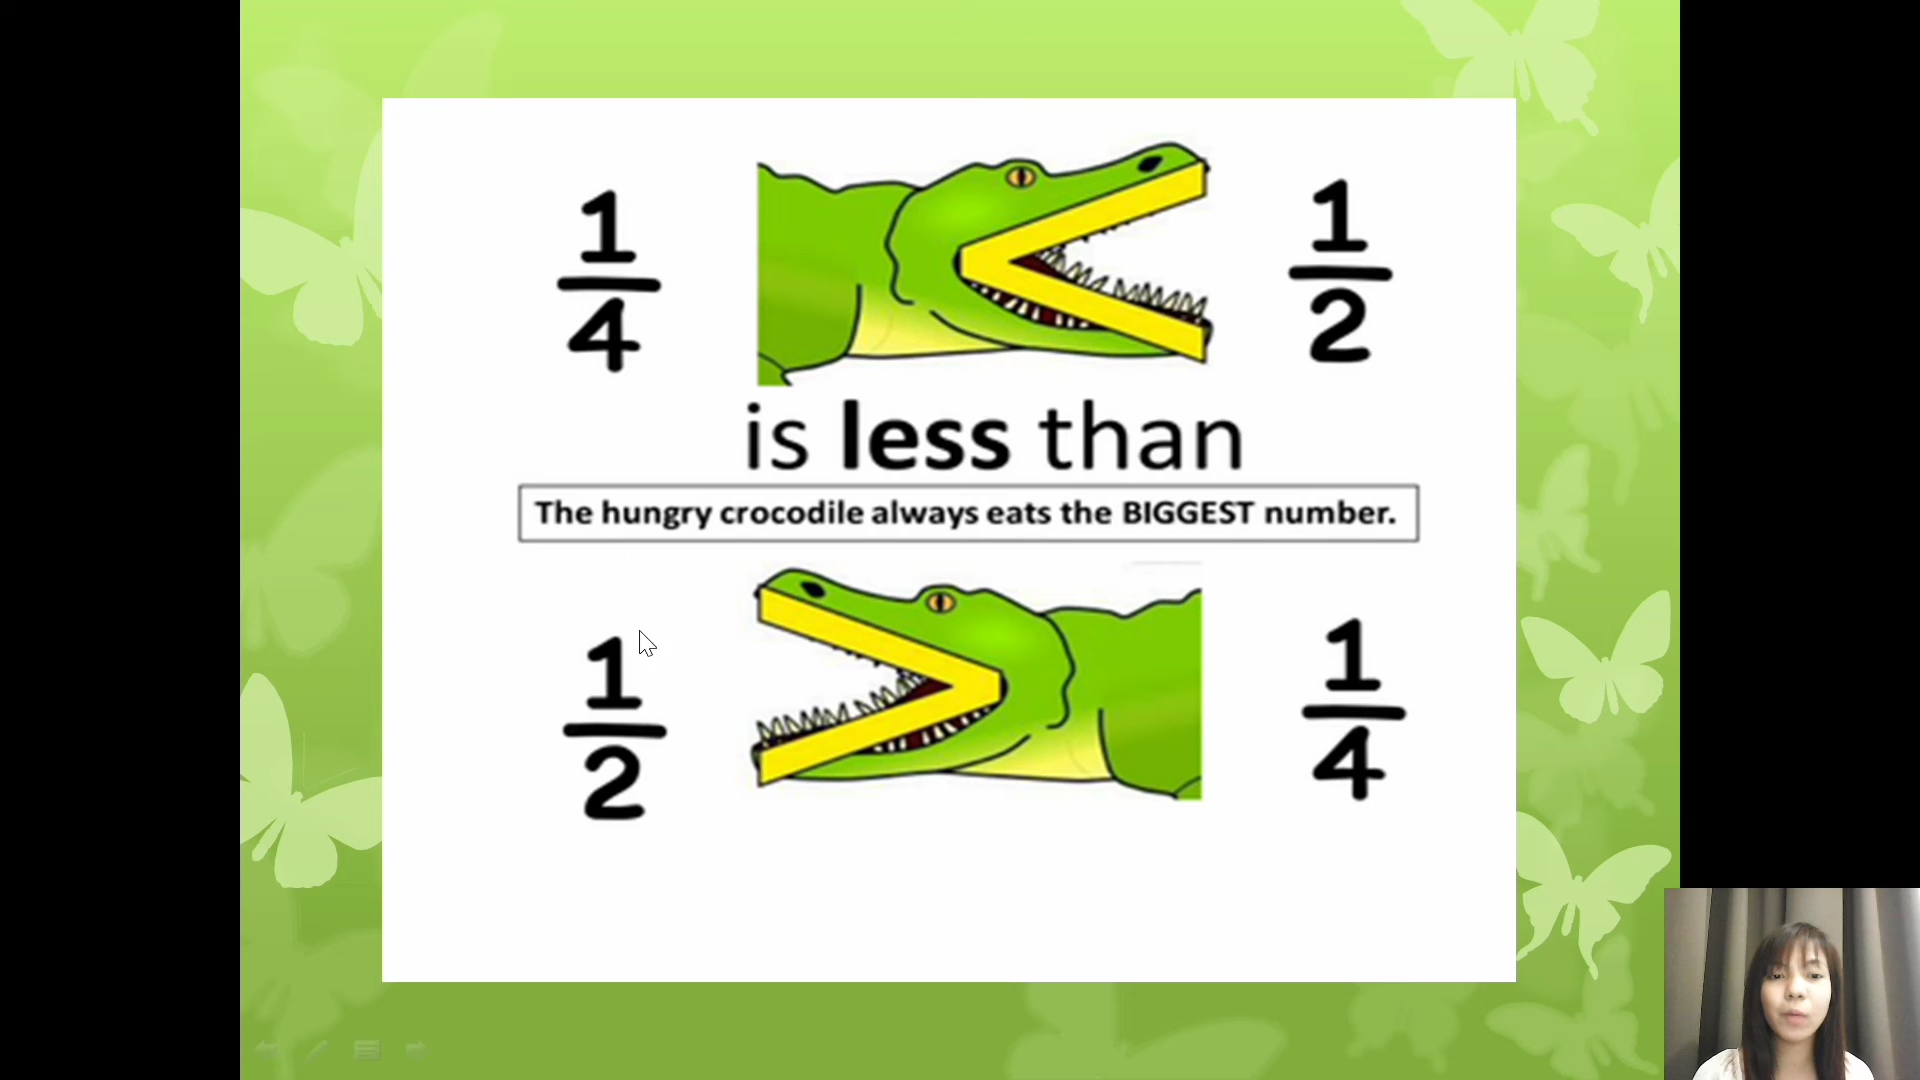 1/4 < 1/2
is less than
The hungry crocodile always eats the BIGGEST number.
1/2 > 1/4